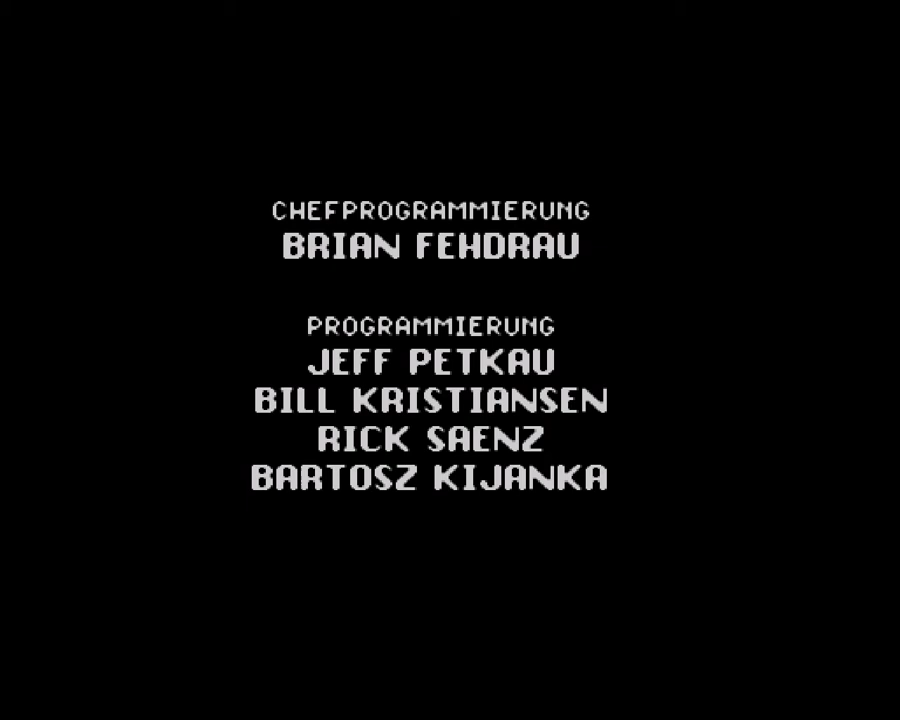 CHEFPROGRAMMIERUNG
BRIAN FEHDRAU
PROGRAMMIERUNG
JEFF PETKAU
BILL KRISTIANSEN
RICK SAENZ
BARTOSZ KIJANKA